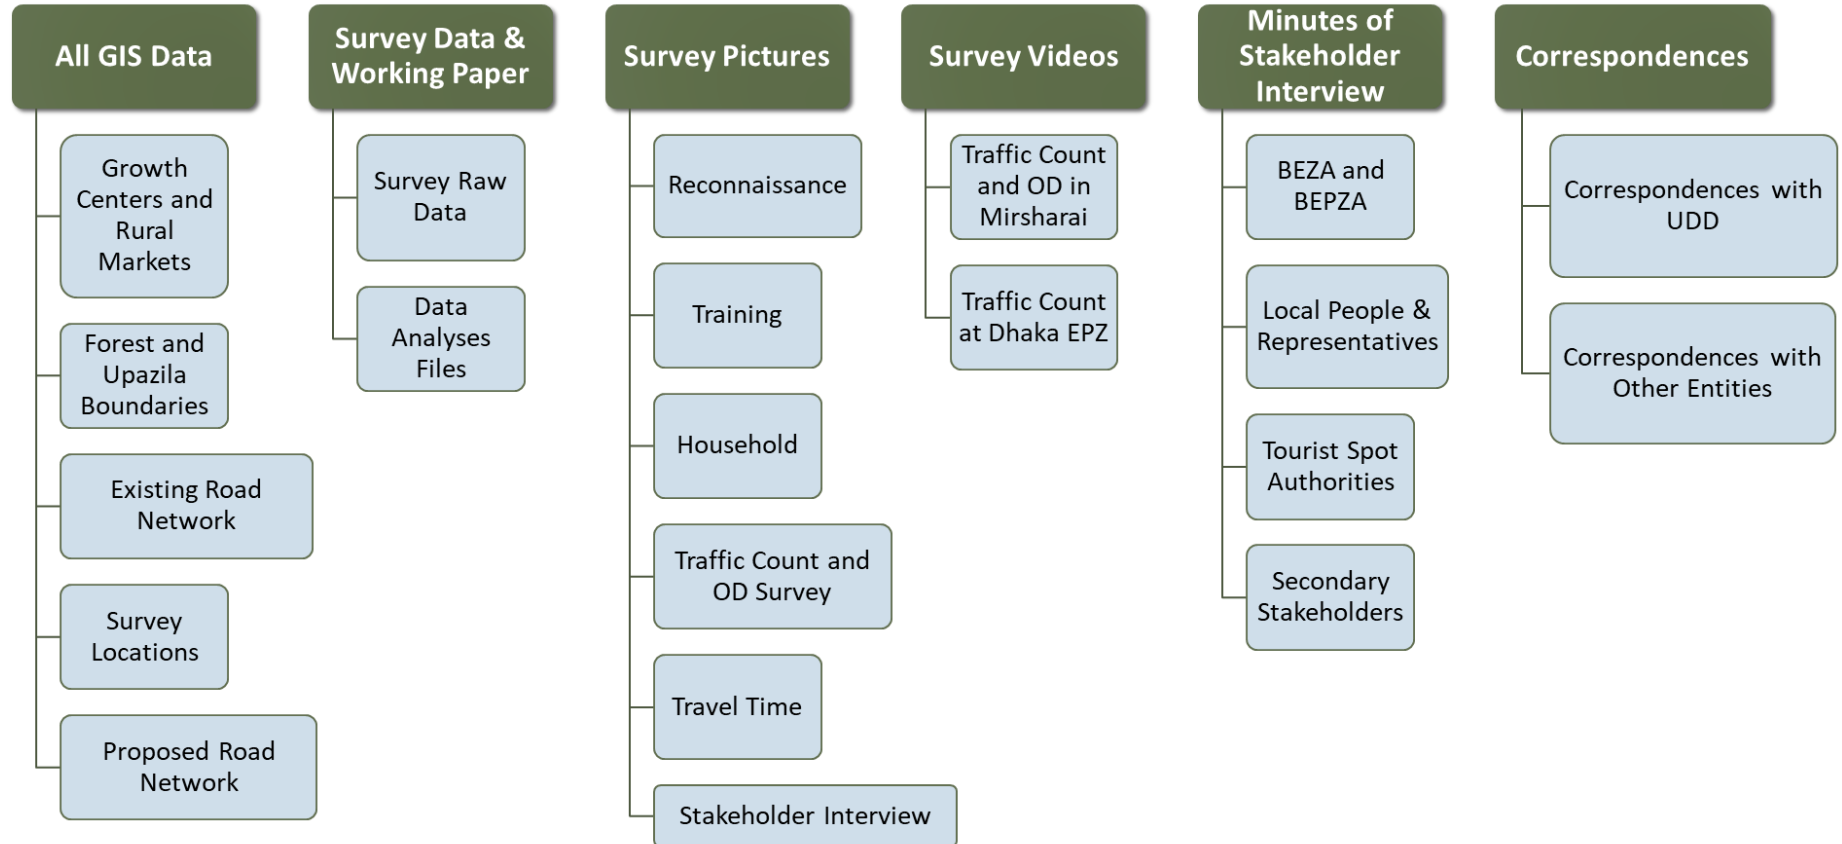 All GIS Data
Growth
Centers and
Rural
Markets
Forest and
Upazila
Boundaries
Existing Road
Network
Survey
Locations
Proposed Road
Network
Survey Data &
Working Paper
Survey Raw
Data
Data
Analyses
Files
Survey Pictures
Reconnaissance
Training
Household
Traffic Count and
OD Survey
Travel Time
Stakeholder Interview
Survey Videos
Traffic Count
and OD in
Mirsharai
Traffic Count
at Dhaka EPZ
Minutes of
Stakeholder
Interview
BEZA and
BEPZA
Local People &
Representatives
Tourist Spot
Authorities
Secondary
Stakeholders
Correspondences
Correspondences with
UDD
Correspondences with
Other Entities